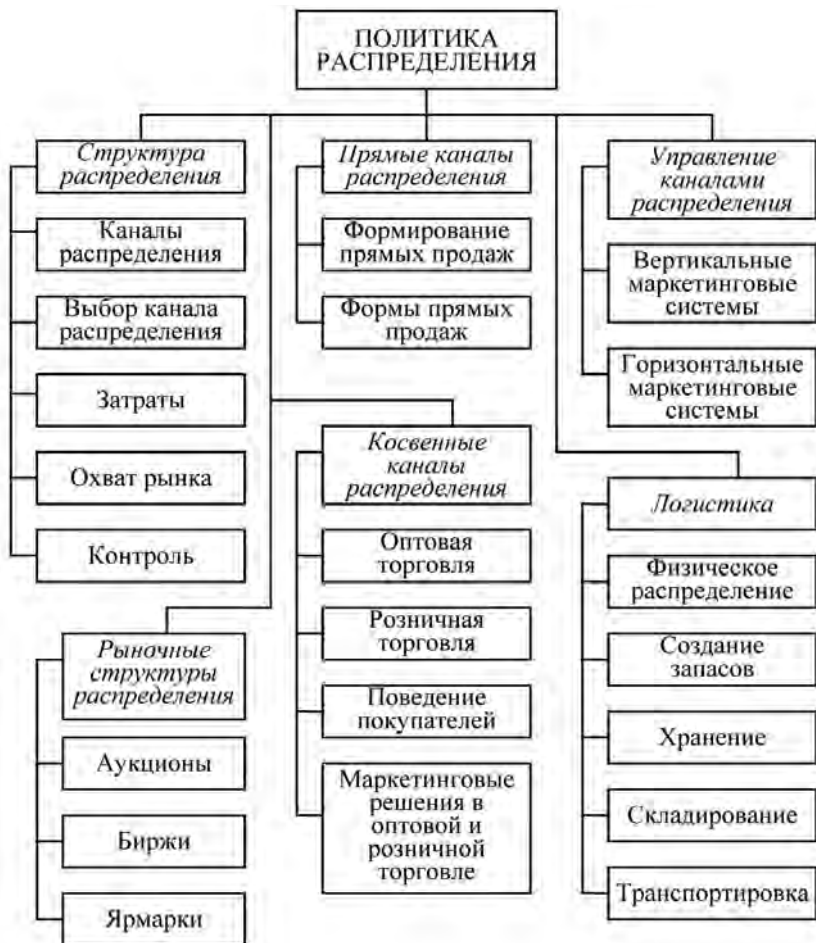 ПОЛИТИКА
РАСПРЕДЕЛЕНИЯ
Структура
распределения
Каналы
распределения
Выбор канала
распределения
Затраты
Охват рынка
Контроль
Прямые каналы
распределения
Формирование
прямых продаж
Формы прямых
продаж
Управление
каналами
распределения
Вертикальные
маркетинговые
системы
Горизонтальные
маркетинговые
системы
Рыночные
структуры
распределения
Аукционы
Биржи
Ярмарки
Косвенные
каналы
распределения
Оптовая
торговля
Розничная
торговля
Поведение
покупателей
Маркетинговые
решения в
оптовой и
розничной
торговле
Логистика
Физическое
распределение
Создание
запасов
Хранение
Складирование
Транспортировка